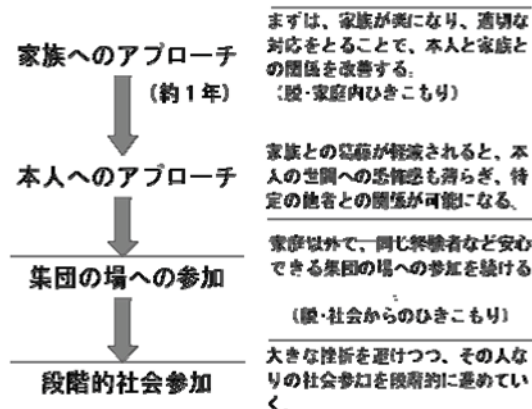 家族へのアプローチ
(約1年)
まずは、家族が楽になり、適切な
対応をとることで、本人と家族と
の関係を改善する。
(脱・家庭内ひきこもり)
本人へのアプローチ
家族との葛藤が軽減されると、本
人の世間への恐怖感も薄らぎ、特
定の他者との関係が可能になる。
集団の場への参加
家庭以外で、同じ経験者など安心
できる集団の場への参加を続ける
(脱・社会からのひきこもり)
段階的社会参加
大きな挫折を避けつつ、その人な
りの社会参加を段階的に進めてい
く。